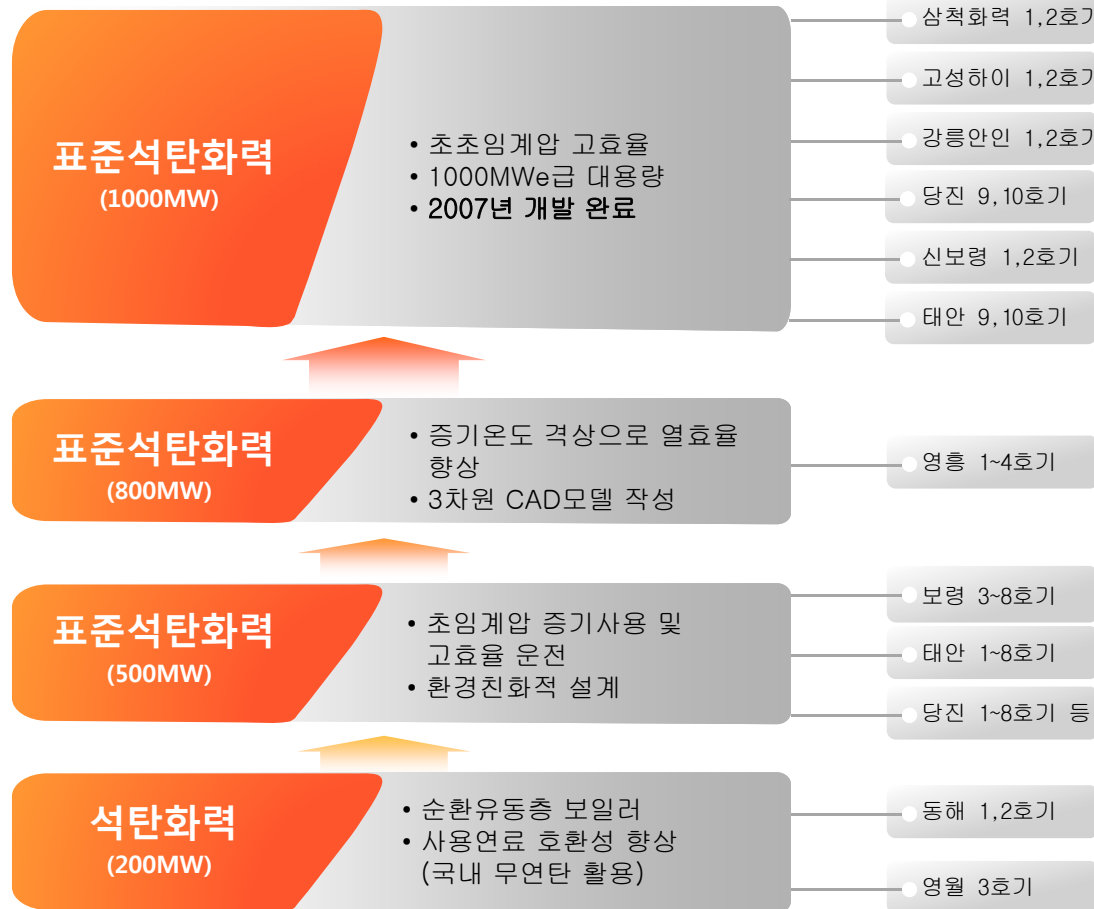 표준석탄화력
(1000MW)
• 초초임계압 고효율
• 1000MWe급 대용량
• 2007년 개발 완료
삼척화력 1,2호기
고성하이 1,2호기
강릉안인 1,2호기
당진 9,10호기
신보령 1,2호기
태안 9,10호기
표준석탄화력
(800MW)
• 증기온도 격상으로 열효율
향상
• 3차원 CAD모델 작성
영흥 1~4호기
표준석탄화력
(500MW)
• 초임계압 증기사용 및
고효율 운전
• 환경친화적 설계
보령 3~8호기
태안 1~8호기
당진 1~8호기 등
석탄화력
(200MW)
• 순환유동층 보일러
• 사용연료 호환성 향상
(국내 무연탄 활용)
동해 1,2호기
영월 3호기